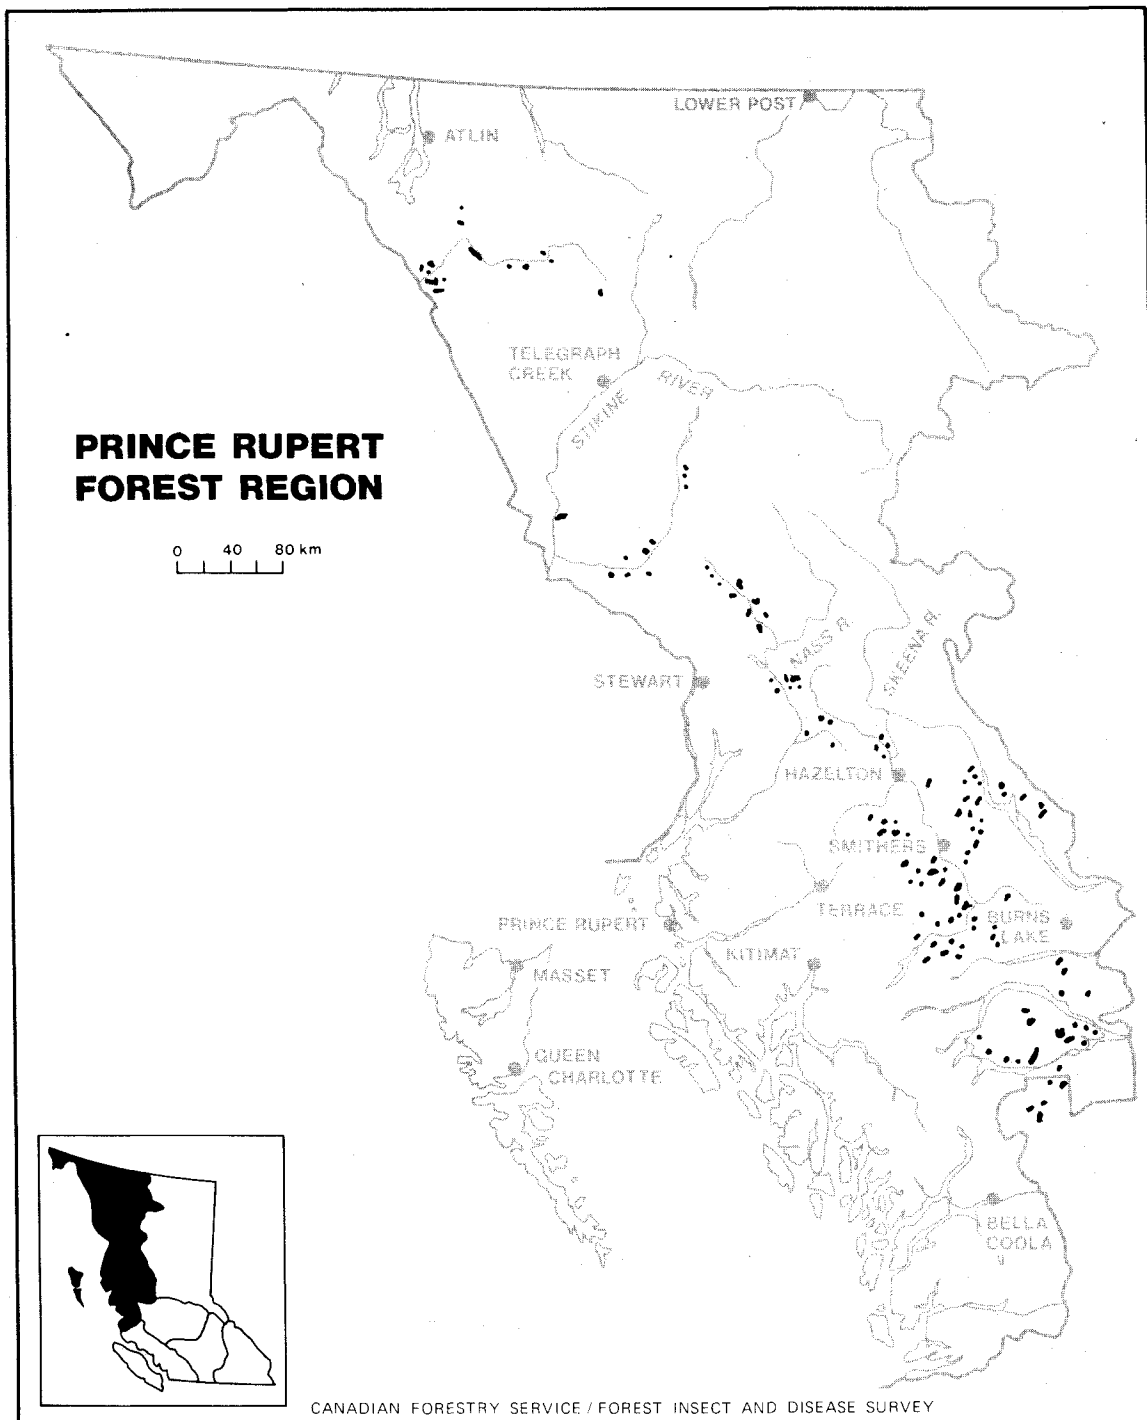 LOWER POST
ATLIN
TELEGRAPH
CREEK
STIKINE
RIVER
PRINCE RUPERT
FOREST REGION
0 40 80 km
NASS R.
SKEENA R.
STEWART
HAZELTON
SMITHERS
TERRACE
BURNS
LAKE
PRINCE RUPERT
KITIMAT
MASSET
QUEEN
CHARLOTTE
BELLA
COOLA
CANADIAN FORESTRY SERVICE / FOREST INSECT AND DISEASE SURVEY